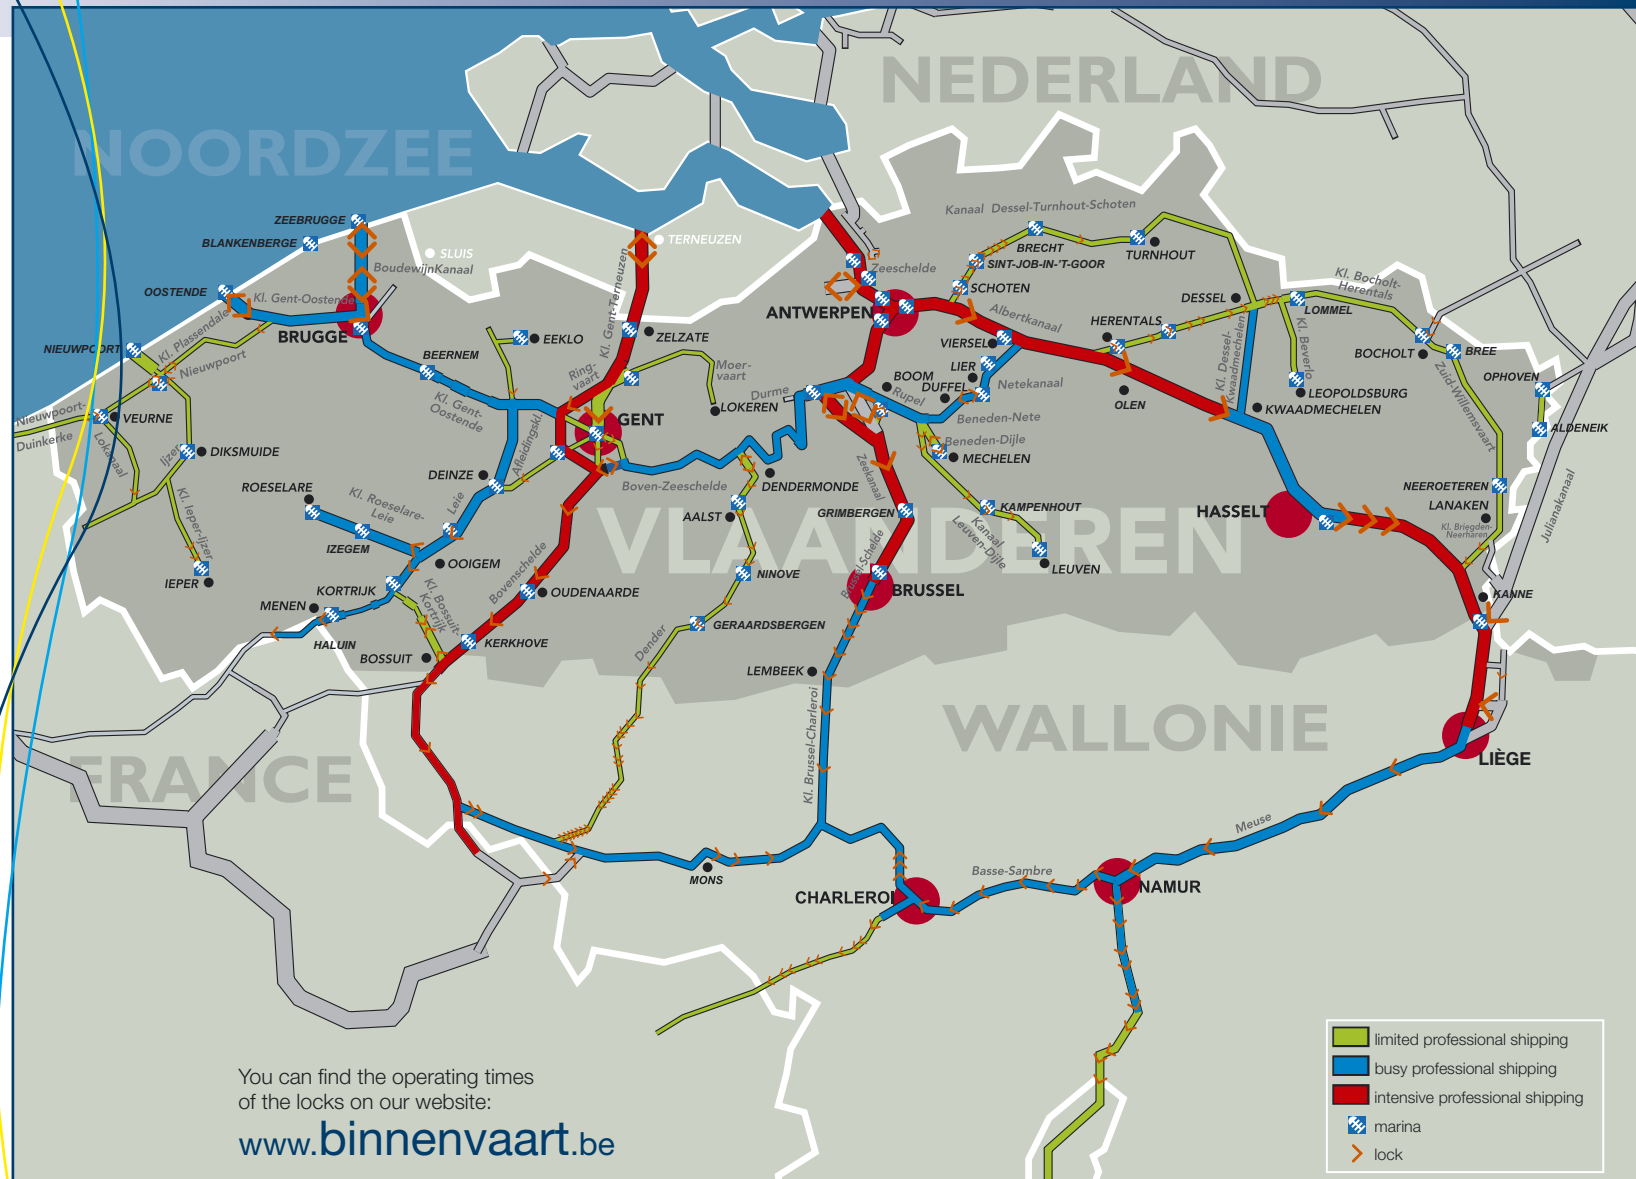 NEDERLAND
NOORDZEE
Kanaal Dessel-Turnhout-Schoten
ZEEBRUGGE
BLANKENBERGE
SLUIS
TERNEUZEN
BRECHT
TURNHOUT
BoudewijnKanaal
Zeeschelde
SINT-JOB-IN-'T-GOOR
Kl. Bocholt-
Herentals
OOSTENDE
Kl. Gent-Oostende
Kl. Gent-Terneuzen
SCHOTEN
DESSEL
LOMMEL
ANTWERPEN
Albertkanaal
HERENTALS
Kl. Plassendale
Nieuwpoort
BRUGGE
EEKLO
ZELZATE
VIERSEL
Kl. Beverlo
Kl. Dessel-
Kwaadmechelen
NIEUWPOORT
BEERNEM
Ring-
vaart
Moer-
vaart
LIER
BOCHOLT
BREE
BOOM
DUFFEL
Netekanaal
OPHOVEN
Durme
Rupel
LEOPOLDSBURG
Zuid-Willemsvaart
Kl. Gent-
Oostende
LOKEREN
OLEN
KWAADMECHELEN
Nieuwpoort-
Duinkerke
VEURNE
GENT
Beneden-Nete
ALDENEIK
Lokanaal
Ijzer
DIKSMUIDE
Afleidingskl.
Beneden-Dijle
MECHELEN
DEINZE
Boven-Zeeschelde
DENDERMONDE
Zeekanaal
ROESELARE
Kl. Roeselare-
Leie
Leie
NEEROETEREN
Kl. Ieper-Ijzer
AALST
GRIMBERGEN
KAMPENHOUT
HASSELT
LANAKEN
Julianakanaal
VLAANDEREN
Kanaal
Leuven-Dijle
Kl. Briegden-
Neerharen
IZEGEM
OOIGEM
Bovenschelde
Brussel-Schelde
LEUVEN
IEPER
KORTRIJK
Kl. Bossuit-
Kortrijk
NINOVE
MENEN
OUDENAARDE
BRUSSEL
KANNE
HALUIN
KERKHOVE
Dender
GERAARDSBERGEN
BOSSUIT
LEMBEEK
WALLONIE
FRANCE
Kl. Brussel-Charleroi
LIÈGE
Meuse
MONS
Basse-Sambre
CHARLEROI
NAMUR
You can find the operating times
of the locks on our website:
www.binnenvaart.be
limited professional shipping
busy professional shipping
intensive professional shipping
marina
lock